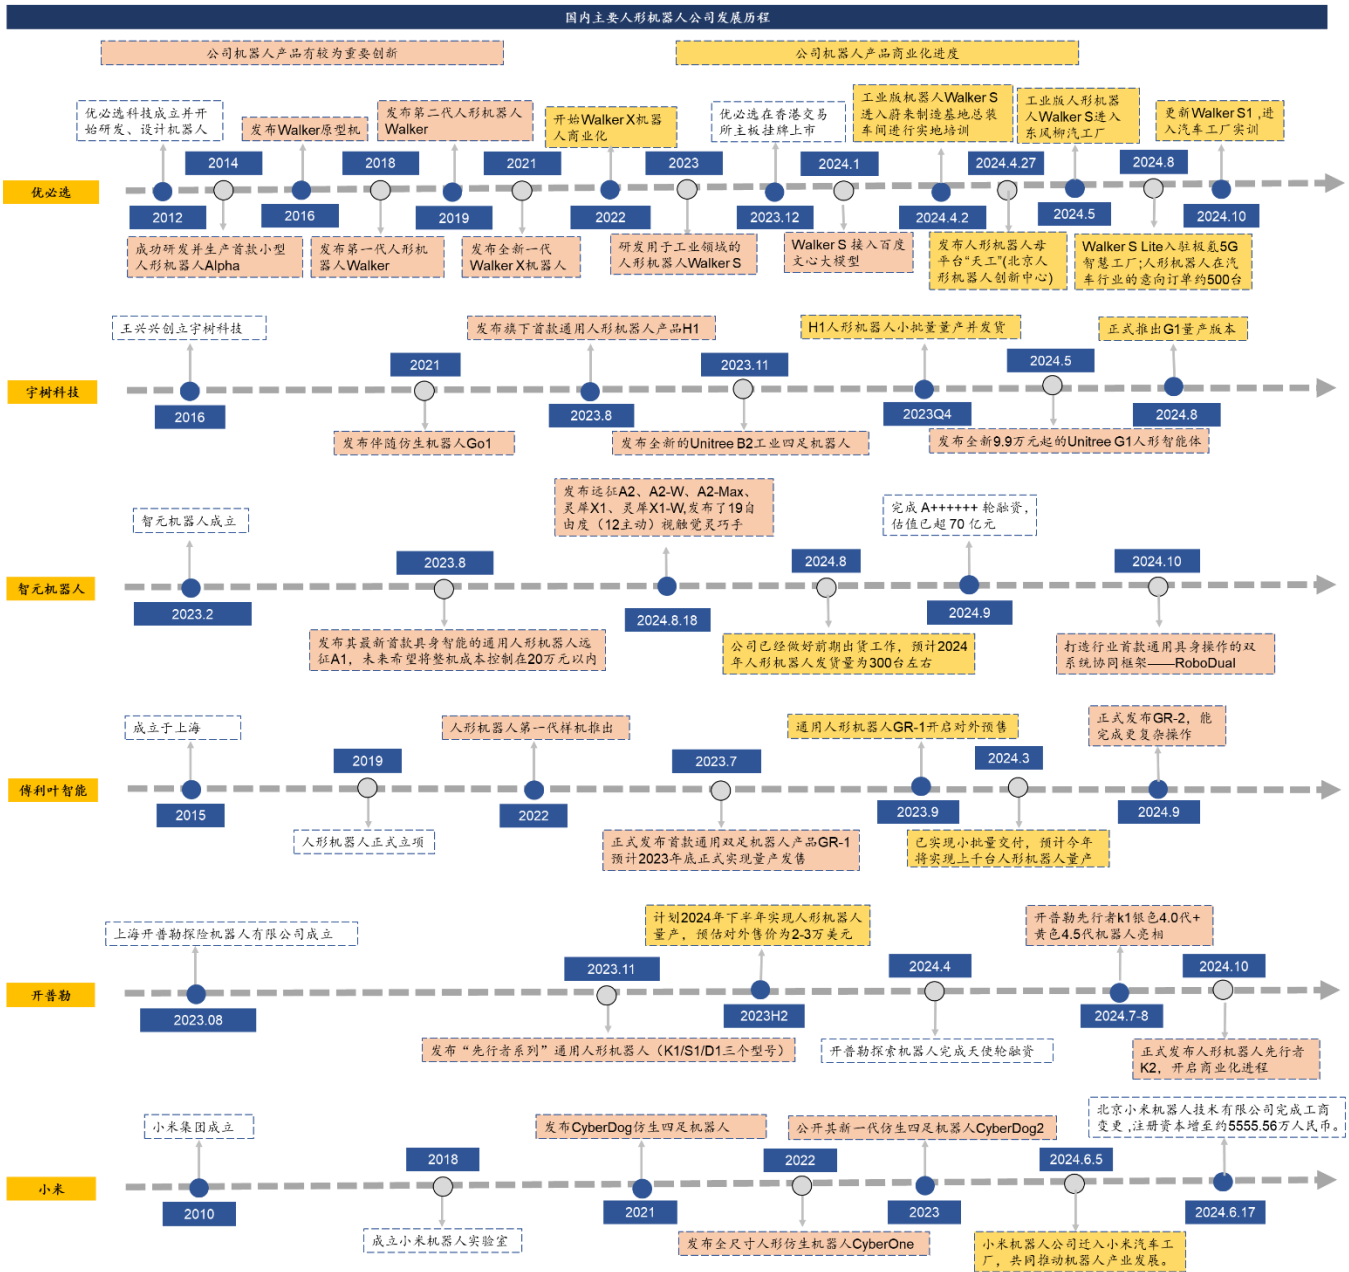 国内主要人形机器人公司发展历程
公司机器人产品有较为重要创新
公司机器人产品商业化进度
优必选
优必选科技成立并开
始研发、设计机器人
2012
2014
成功研发并生产首款小型
人形机器人Alpha
发布Walker原型机
2016
2018
发布第一代人形机
器人Walker
发布第二代人形机器人
Walker
2019
2021
发布全新一代
Walker X机器人
开始Walker X机器
人商业化
2022
2023
研发用于工业领域的
人形机器人Walker S
优必选在香港交易
所主板挂牌上市
2023.12
2024.1
Walker S 接入百度
文心大模型
工业版机器人Walker S
进入蔚来制造基地总装
车间进行实地培训
2024.4.2
2024.4.27
发布人形机器人母
平台“天工”(北京人
形机器人创新中心)
工业版人形机器
人Walker S进入
东风柳汽工厂
2024.5
2024.8
Walker S Lite入驻极氪5G
智慧工厂;人形机器人在汽
车行业的意向订单约500台
更新Walker S1 ,进
入汽车工厂实训
2024.10
宇树科技
王兴兴创立宇树科技
2016
2021
发布伴随仿生机器人Go1
发布旗下首款通用人形机器人产品H1
2023.8
2023.11
发布全新的Unitree B2工业四足机器人
H1人形机器人小批量量产并发货
2023Q4
2024.5
发布全新9.9万元起的Unitree G1人形智能体
正式推出G1量产版本
2024.8
智元机器人
智元机器人成立
2023.2
2023.8
发布其最新首款具身智能的通用人形机器人远
征A1，未来希望将整机成本控制在20万元以内
发布远征A2、A2-W、A2-Max、
灵犀X1、灵犀X1-W,发布了19自
由度（12主动）视触觉灵巧手
2024.8.18
2024.8
公司已经做好前期出货工作，预计2024
年人形机器人发货量为300台左右
完成 A++++++ 轮融资，
估值已超 70 亿元
2024.9
2024.10
打造行业首款通用具身操作的双
系统协同框架——RoboDual
傅利叶智能
成立于上海
2015
2019
人形机器人正式立项
人形机器人第一代样机推出
2022
2023.7
正式发布首款通用双足机器人产品GR-1
预计2023年底正式实现量产发售
通用人形机器人GR-1开启对外预售
2023.9
2024.3
已实现小批量交付，预计今年
将实现上千台人形机器人量产
正式发布GR-2，能
完成更复杂操作
2024.9
开普勒
上海开普勒探险机器人有限公司成立
2023.08
2023.11
发布“先行者系列”通用人形机器人（K1/S1/D1三个型号）
计划2024年下半年实现人形机器人
量产，预估对外售价为2-3万美元
2023H2
2024.4
开普勒探索机器人完成天使轮融资
开普勒先行者k1银色4.0代+
黄色4.5代机器人亮相
2024.7-8
2024.10
正式发布人形机器人先行者
K2，开启商业化进程
小米
小米集团成立
2010
2018
成立小米机器人实验室
发布CyberDog仿生四足机器人
2021
2022
发布全尺寸人形仿生机器人CyberOne
公开其新一代仿生四足机器人CyberDog2
2023
2024.6.5
小米机器人公司迁入小米汽车工
厂，共同推动机器人产业发展。
北京小米机器人技术有限公司完成工商
变更 ,注册资本增至约5555.56万人民币。
2024.6.17